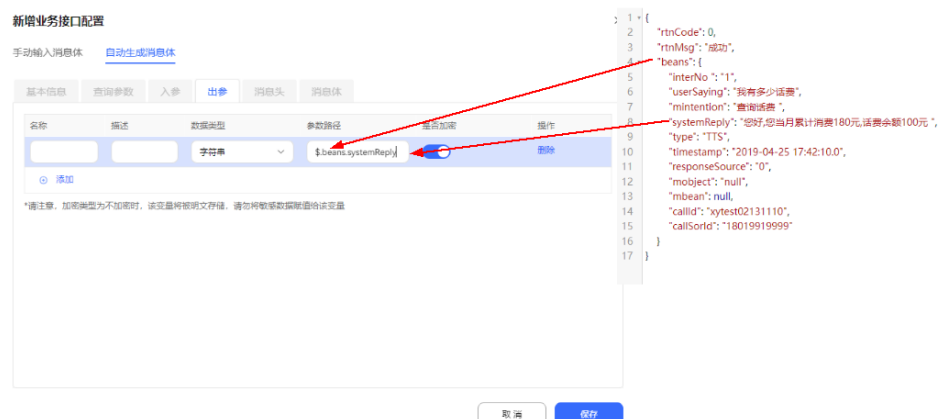 新增业务接口配置
手动输入消息体 自动生成消息体
基本信息 查询参数 入参 出参 消息头 消息体
名称 描述 数据类型 参数路径 是否加密 操作
字符串 $.beans.systemReply 删除
添加
*请注意，加密类型为不加密时，该变量将被明文存储，请勿将敏感数据赋值给该变量
取消 保存
1 {
2 "rtnCode": 0,
3 "rtnMsg": "成功",
4 "beans": {
5 "interNo ": "1",
6 "userSaying": "我有多少话费",
7 "mintention": "查询话费 ",
8 "systemReply": "您好,您当月累计消费180元,话费余额100元 ",
9 "type": "TTS",
10 "timestamp": "2019-04-25 17:42:10.0",
11 "responseSource": "0",
12 "mobject": "null",
13 "mbean": null,
14 "callId": "xytest02131110",
15 "callSorId": "18019919999"
16 }
17 }